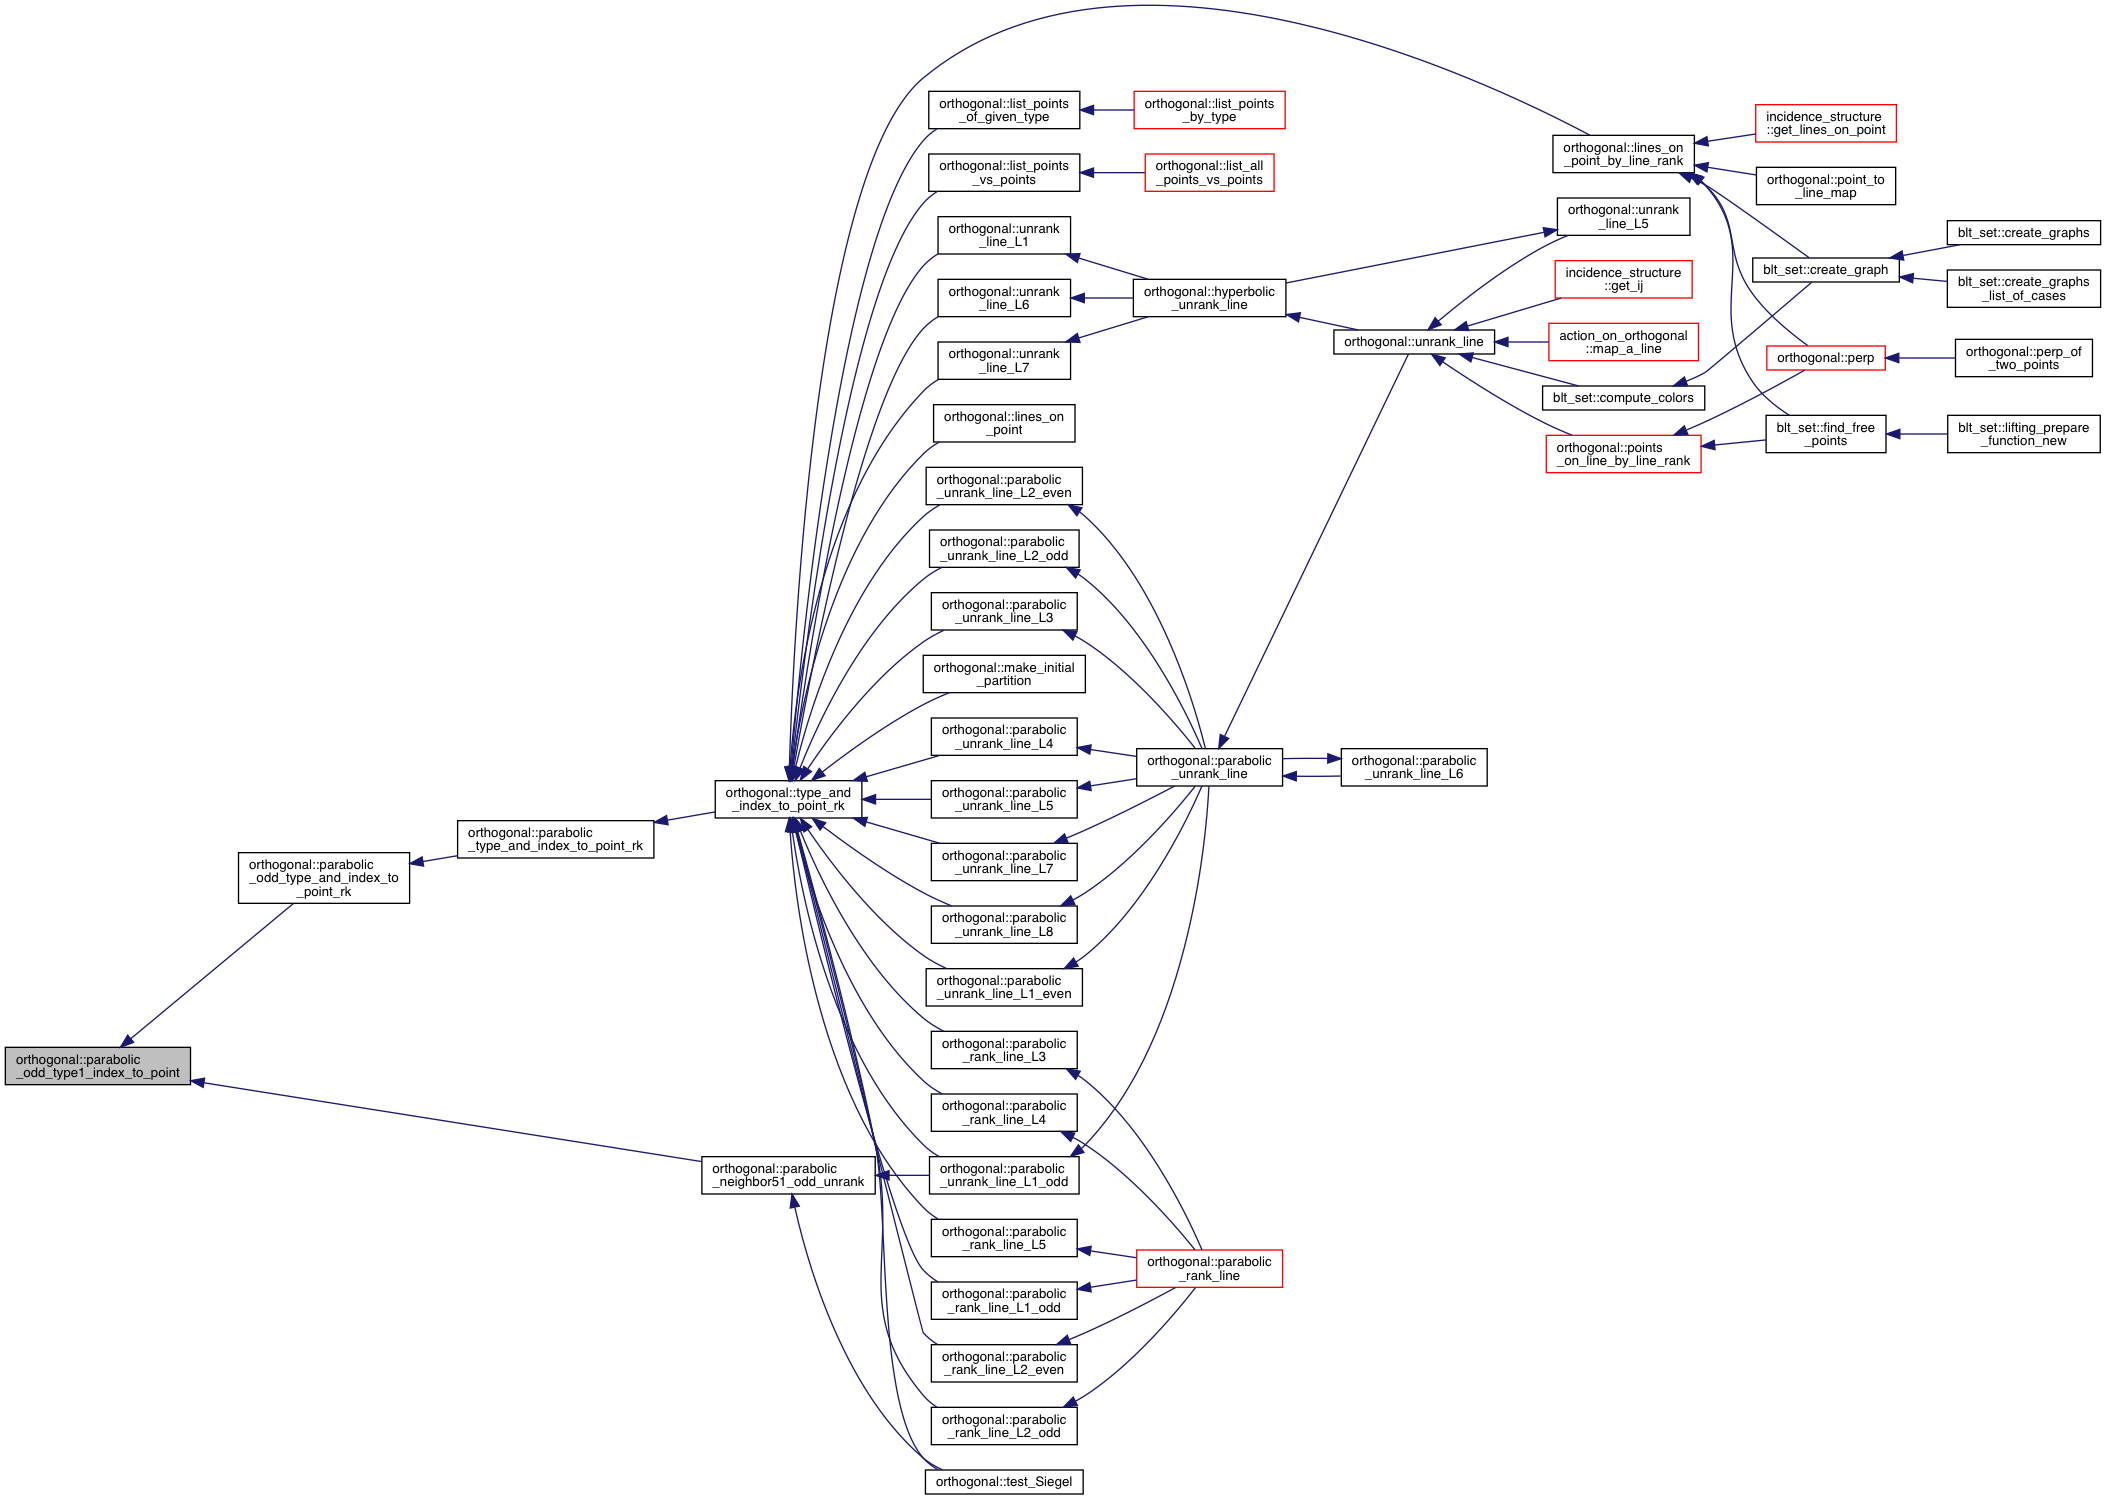 orthogonal::parabolic
_odd_type1_index_to_point
orthogonal::parabolic
_odd_type_and_index_to
_point_rk
orthogonal::parabolic
_type_and_index_to_point_rk
orthogonal::type_and
_index_to_point_rk
orthogonal::parabolic
_neighbor51_odd_unrank
orthogonal::list_points
_of_given_type
orthogonal::list_points
_vs_points
orthogonal::unrank
_line_L1
orthogonal::unrank
_line_L6
orthogonal::unrank
_line_L7
orthogonal::lines_on
_point
orthogonal::parabolic
_unrank_line_L2_even
orthogonal::parabolic
_unrank_line_L2_odd
orthogonal::parabolic
_unrank_line_L3
orthogonal::make_initial
_partition
orthogonal::parabolic
_unrank_line_L4
orthogonal::parabolic
_unrank_line_L5
orthogonal::parabolic
_unrank_line_L7
orthogonal::parabolic
_unrank_line_L8
orthogonal::parabolic
_unrank_line_L1_even
orthogonal::parabolic
_rank_line_L3
orthogonal::parabolic
_rank_line_L4
orthogonal::parabolic
_unrank_line_L1_odd
orthogonal::parabolic
_rank_line_L5
orthogonal::parabolic
_rank_line_L1_odd
orthogonal::parabolic
_rank_line_L2_even
orthogonal::parabolic
_rank_line_L2_odd
orthogonal::test_Siegel
orthogonal::list_points
_by_type
orthogonal::list_all
_points_vs_points
orthogonal::hyperbolic
_unrank_line
orthogonal::parabolic
_unrank_line
orthogonal::parabolic
_rank_line
orthogonal::unrank_line
orthogonal::parabolic
_unrank_line_L6
orthogonal::lines_on
_point_by_line_rank
orthogonal::unrank
_line_L5
incidence_structure
::get_ij
action_on_orthogonal
::map_a_line
blt_set::compute_colors
orthogonal::points
_on_line_by_line_rank
incidence_structure
::get_lines_on_point
orthogonal::point_to
_line_map
blt_set::create_graph
orthogonal::perp
blt_set::find_free
_points
blt_set::create_graphs
blt_set::create_graphs
_list_of_cases
orthogonal::perp_of
_two_points
blt_set::lifting_prepare
_function_new